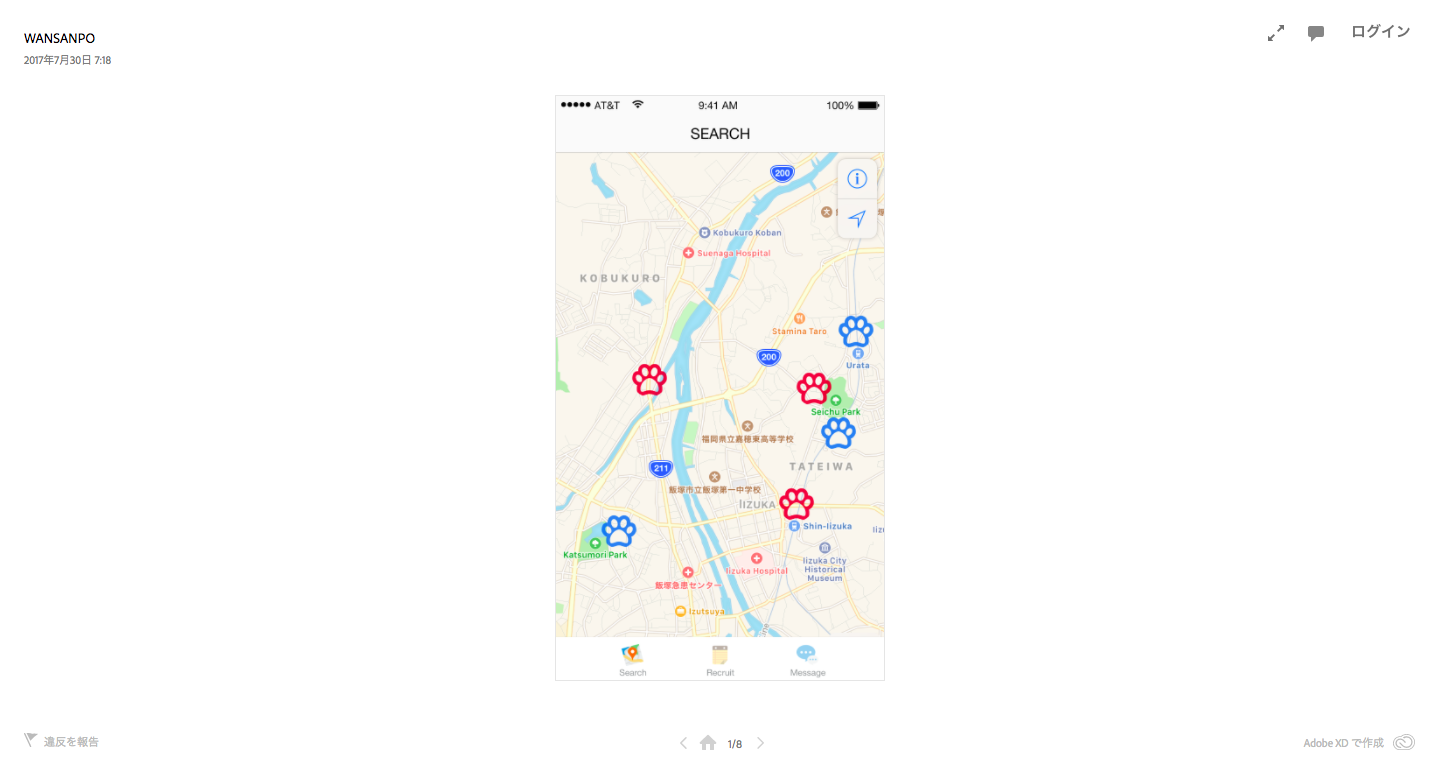 WANSANPO
2017年7月30日 7:18
ログイン
AT&T
9:41 AM
100%
SEARCH
200
Kobukuro Koban
Suenaga Hospital
KOBUKURO
Stamina Taro
200
Urata
Seichu Park
福岡県立嘉穂東高等学校
TATEIWA
211
飯塚市立飯塚第一中学校
IIZUKA
Shin-Iizuka
Katsumori Park
Iizuka City
Historical
Museum
Iizuka Hospital
飯塚急患センター
Izutsuya
Search
Recruit
Message
違反を報告
1/8
Adobe XD で作成